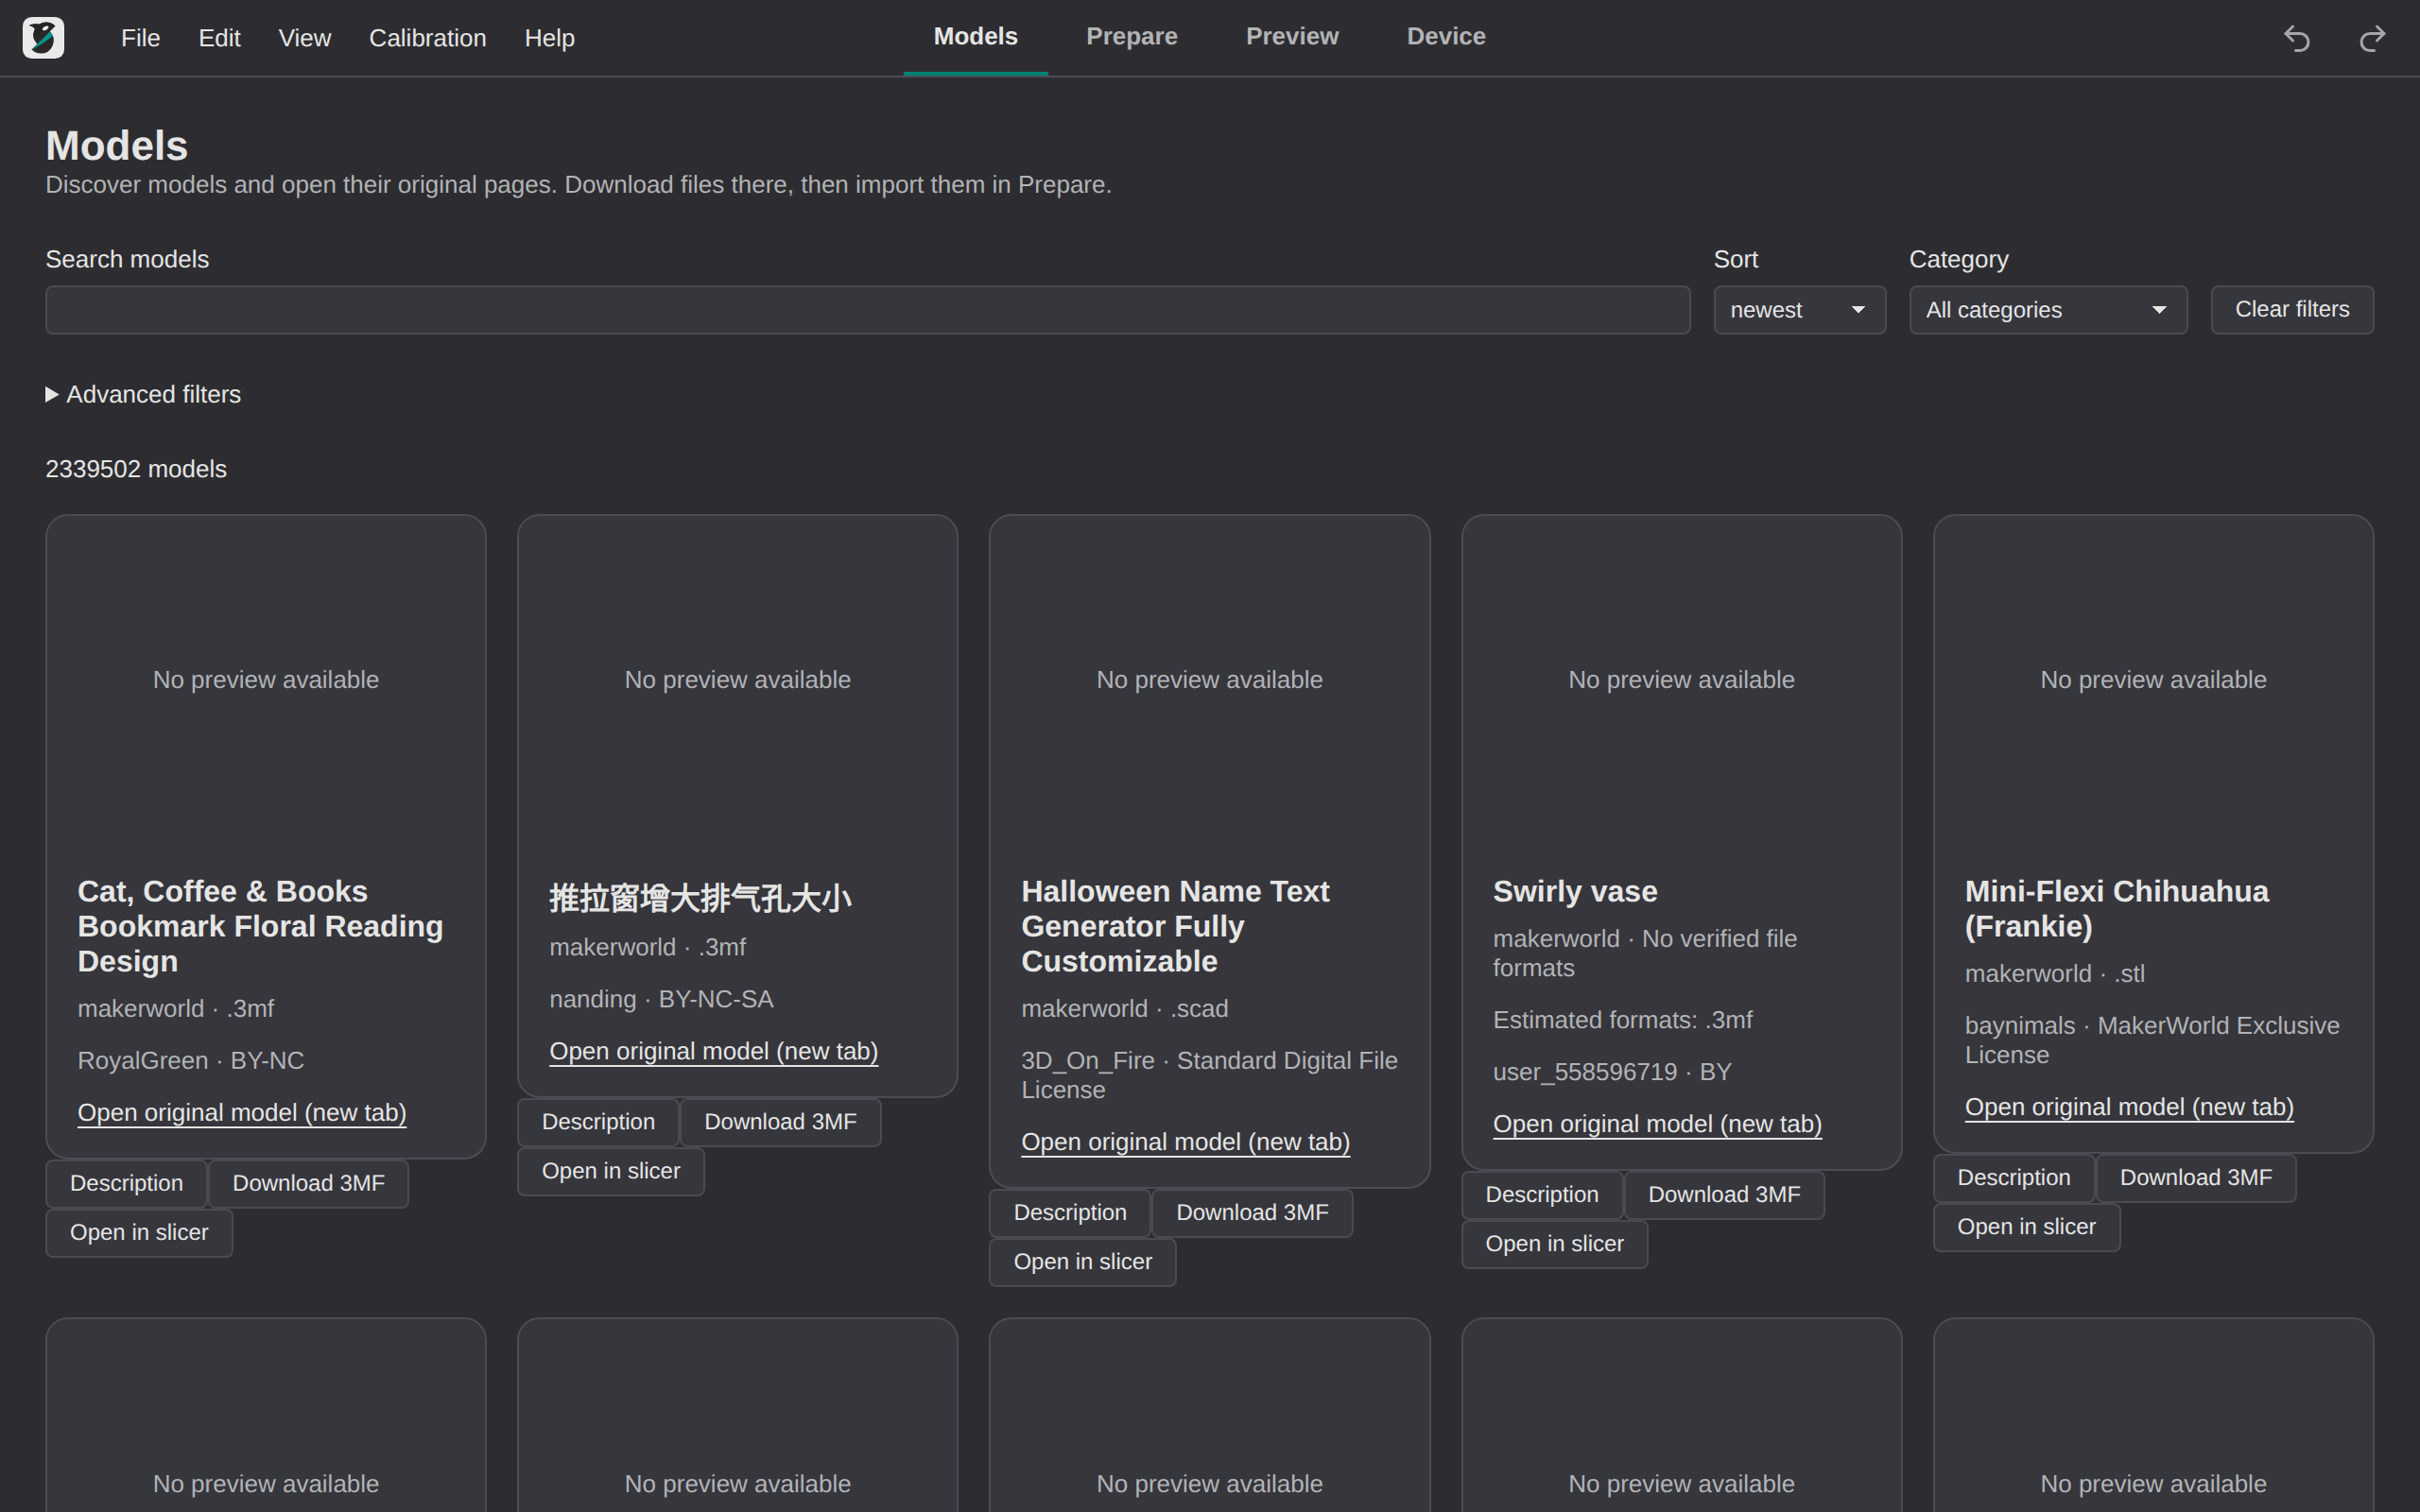 File Edit View Calibration Help Models Prepare Preview Device
Models
Discover models and open their original pages. Download files there, then import them in Prepare.
Search models Sort Category
newest All categories Clear filters
Advanced filters
2339502 models
No preview available
Cat, Coffee & Books
Bookmark Floral Reading
Design
makerworld · .3mf
RoyalGreen · BY-NC
Open original model (new tab)
Description Download 3MF
Open in slicer
No preview available
推拉窗增大排气孔大小
makerworld · .3mf
nanding · BY-NC-SA
Open original model (new tab)
Description Download 3MF
Open in slicer
No preview available
Halloween Name Text
Generator Fully
Customizable
makerworld · .scad
3D_On_Fire · Standard Digital File
License
Open original model (new tab)
Description Download 3MF
Open in slicer
No preview available
Swirly vase
makerworld · No verified file
formats
Estimated formats: .3mf
user_558596719 · BY
Open original model (new tab)
Description Download 3MF
Open in slicer
No preview available
Mini-Flexi Chihuahua
(Frankie)
makerworld · .stl
baynimals · MakerWorld Exclusive
License
Open original model (new tab)
Description Download 3MF
Open in slicer
No preview available
No preview available
No preview available
No preview available
No preview available